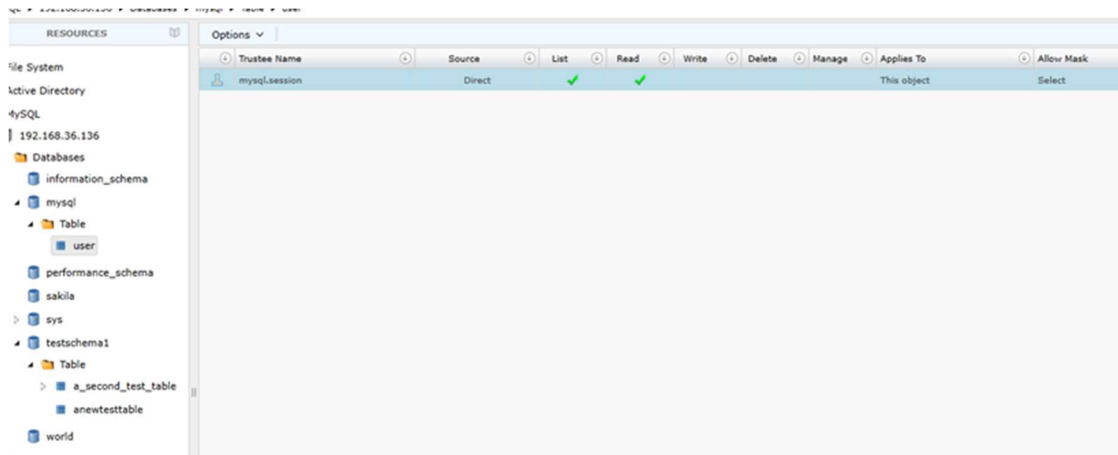 RESOURCES
File System
Active Directory
MySQL
192.168.36.136
Databases
information_schema
mysql
Table
user
performance_schema
sakila
sys
testschema1
Table
a_second_test_table
anewtesttable
world
Options
Trustee Name Source List Read Write Delete Manage Applies To Allow Mask
mysql.session Direct This object Select